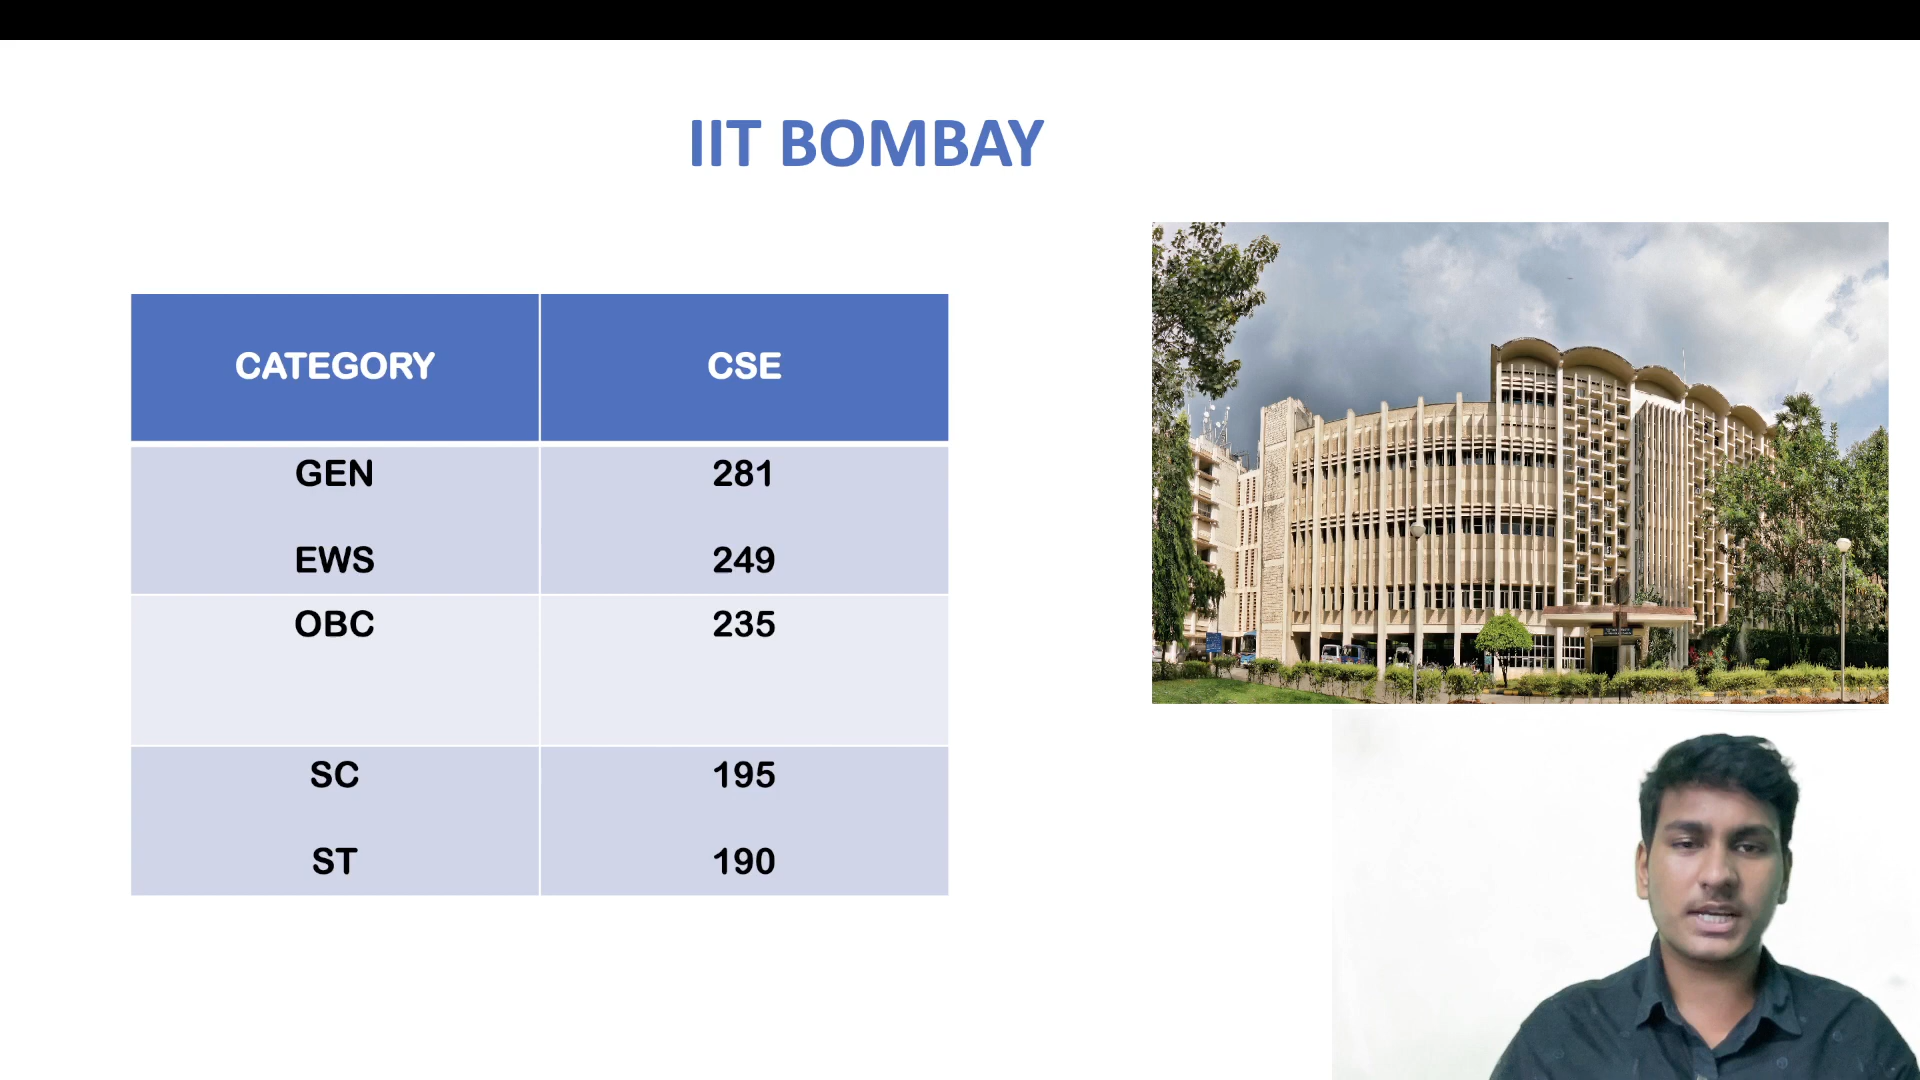 IIT BOMBAY
CATEGORY CSE
GEN 281
EWS 249
OBC 235
SC 195
ST 190